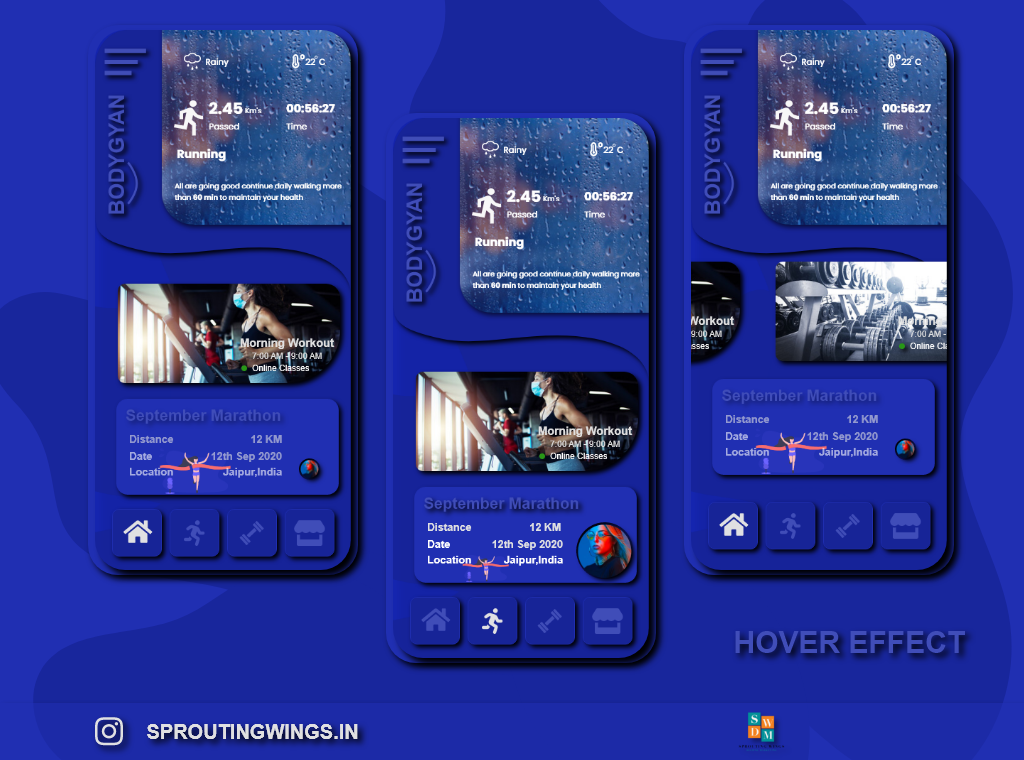 BODYGYAN
Rainy
22°C
2.45 Km's
Passed
00:56:27
Time
Running
All are going good continue daily walking more
than 60 min to maintain your health
Morning Workout
7:00 AM - 9:00 AM
Online Classes
September Marathon
Distance 12 KM
Date 12th Sep 2020
Location Jaipur,India
BODYGYAN
Rainy
22°C
2.45 Km's
Passed
00:56:27
Time
Running
All are going good continue daily walking more
than 60 min to maintain your health
Morning Workout
7:00 AM - 9:00 AM
Online Classes
September Marathon
Distance 12 KM
Date 12th Sep 2020
Location Jaipur,India
BODYGYAN
Rainy
22°C
2.45 Km's
Passed
00:56:27
Time
Running
All are going good continue daily walking more
than 60 min to maintain your health
Workout
9:00 AM
sses
Morning
7:00 AM -
Online Cla
September Marathon
Distance 12 KM
Date 12th Sep 2020
Location Jaipur,India
HOVER EFFECT
SPROUTINGWINGS.IN
S W
D M